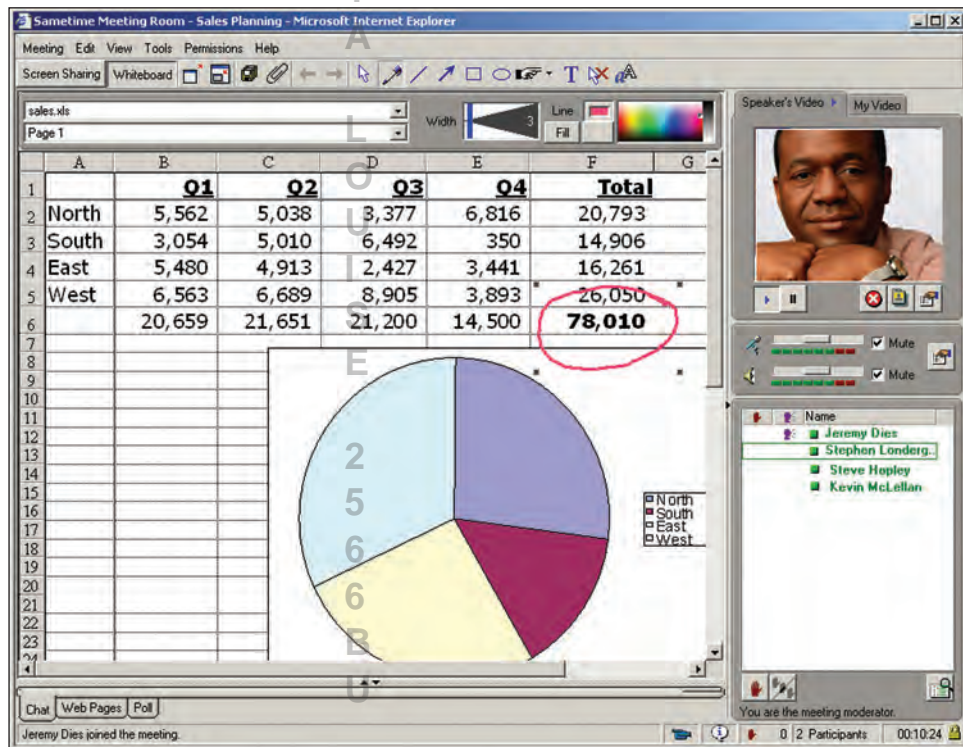 Sametime Meeting Room - Sales Planning - Microsoft Internet Explorer
Meeting Edit View Tools Permissions Help
Screen Sharing Whiteboard T aA
sales.xls
Page 1
Width 3 Line
Fill
Speaker's Video My Video
A B C D E F G
1 Q1 Q2 Q3 Q4 Total
2 North 5,562 5,038 3,377 6,816 20,793
3 South 3,054 5,010 6,492 350 14,906
4 East 5,480 4,913 2,427 3,441 16,261
5 West 6,563 6,689 8,905 3,893 26,050
6 20,659 21,651 21,200 14,500 78,010
7
8
9
10
11
12
13
14
15
16
17
18
19
20
21
22
23
24
North
South
East
West
Mute
Mute
Name
Jeremy Dies
Stephen Londerg..
Steve Hopley
Kevin McLellan
You are the meeting moderator.
Chat Web Pages Poll
Jeremy Dies joined the meeting.
0 2 Participants 00:10:24
A
L
O
U
I
S
E
2
5
6
6
B
U